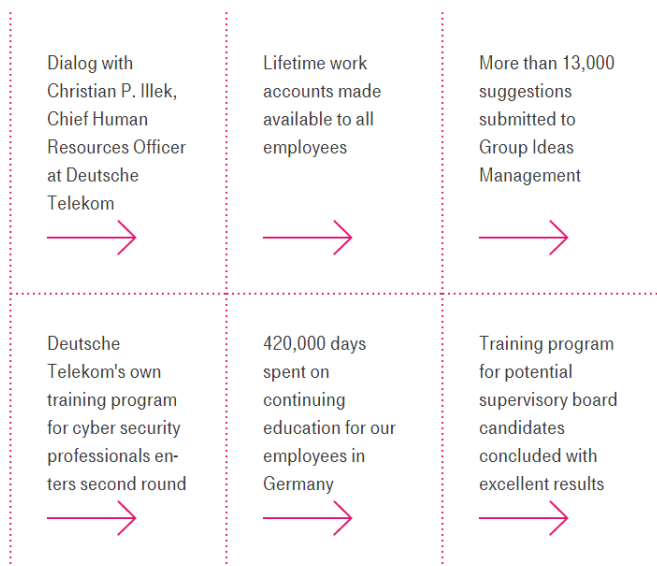 Dialog with
Christian P. Illek,
Chief Human
Resources Officer
at Deutsche
Telekom
Lifetime work
accounts made
available to all
employees
More than 13,000
suggestions
submitted to
Group Ideas
Management
Deutsche
Telekom's own
training program
for cyber security
professionals en-
ters second round
420,000 days
spent on
continuing
education for our
employees in
Germany
Training program
for potential
supervisory board
candidates
concluded with
excellent results